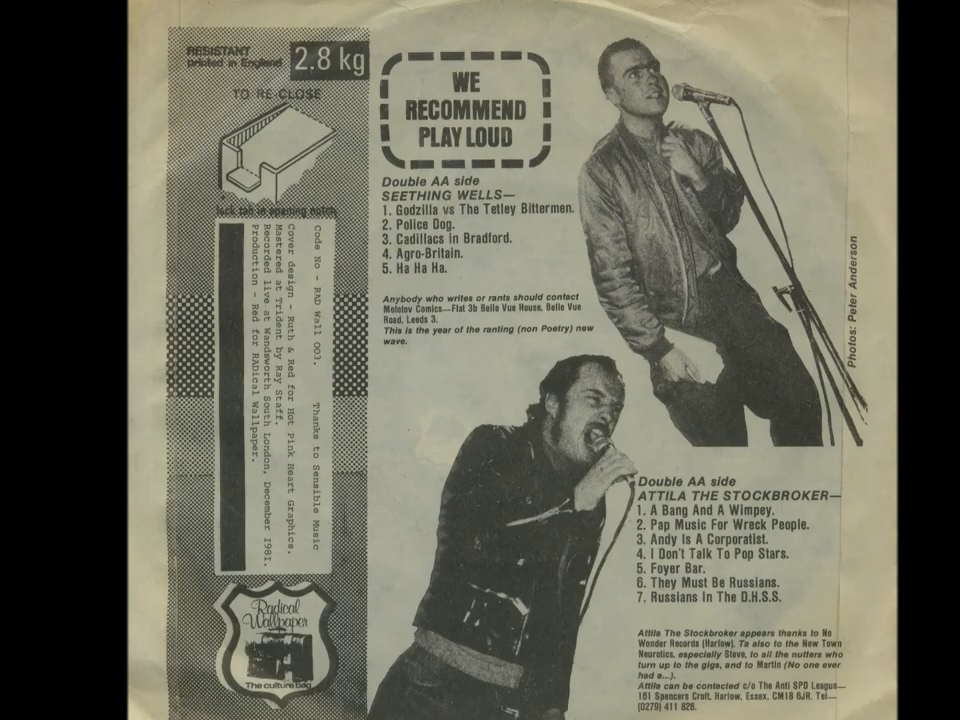 RESISTANT
printed in England
2.8 kg
TO RE-CLOSE
tuck tab in opening notch
Code No - RAD Wall 003. Thanks to Sensible Music
Cover design - Ruth & Red for Hot Pink Heart Graphics.
Mastered at Trident by Ray Staff.
Recorded live at Wandsworth South London, December 1981.
Production - Red for RADical Wallpaper.
Radical
Wallpaper
The culture bag
WE
RECOMMEND
PLAY LOUD
Double AA side
SEETHING WELLS—
1. Godzilla vs The Tetley Bittermen.
2. Police Dog.
3. Cadillacs in Bradford.
4. Agro-Britain.
5. Ha Ha Ha.
Anybody who writes or rants should contact
Molotov Comics—Flat 3b Belle Vue House, Belle Vue
Road, Leeds 3.
This is the year of the ranting (non Poetry) new
wave.
Photos: Peter Anderson
Double AA side
ATTILA THE STOCKBROKER—
1. A Bang And A Wimpey.
2. Pap Music For Wreck People.
3. Andy Is A Corporatist.
4. I Don't Talk To Pop Stars.
5. Foyer Bar.
6. They Must Be Russians.
7. Russians In The D.H.S.S.
Attila The Stockbroker appears thanks to No
Wonder Records (Harlow). Ta also to the New Town
Neurotics, especially Steve, to all the nutters who
turn up to the gigs, and to Martin (No one ever
had a...).
Attila can be contacted c/o The Anti SPD League—
161 Spencers Croft, Harlow, Essex, CM18 6JR. Tel—
(0279) 411 826.